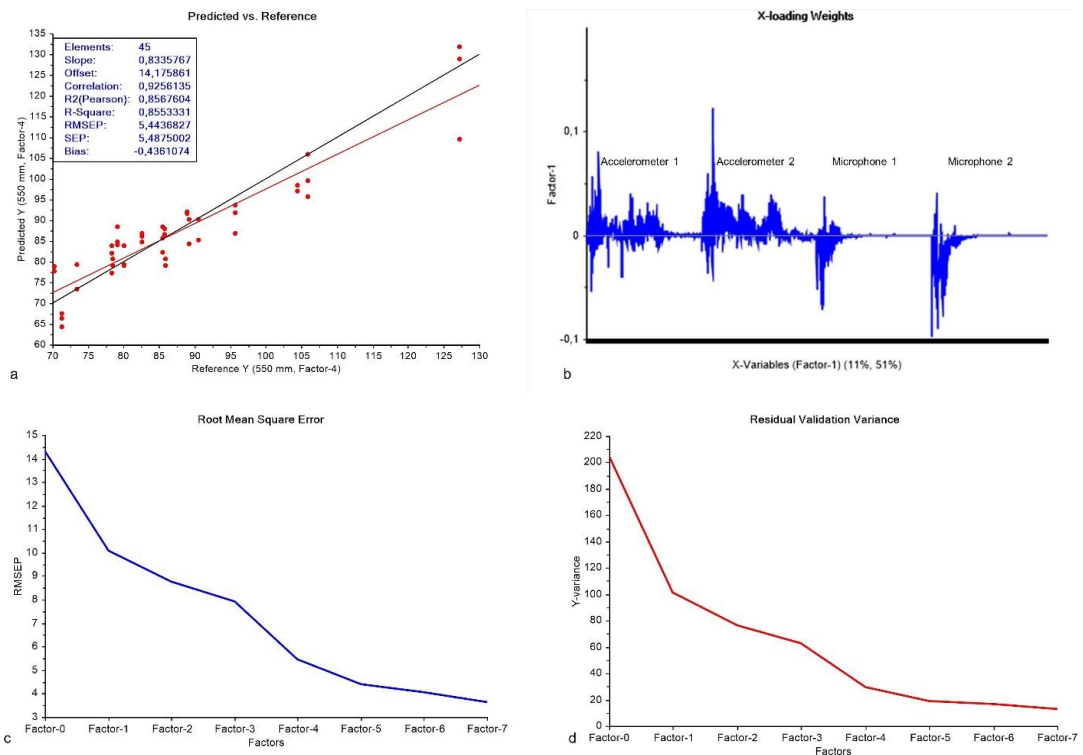 Predicted vs. Reference
135
130
125
120
115
110
105
100
95
90
85
80
75
70
65
60
Predicted Y (550 mm, Factor-4)
Elements: 45
Slope: 0,8335767
Offset: 14,175861
Correlation: 0,9256135
R2(Pearson): 0,8567604
R-Square: 0,8553331
RMSEP: 5,4436827
SEP: 5,4875002
Bias: -0,4361074
70 75 80 85 90 95 100 105 110 115 120 125 130
Reference Y (550 mm, Factor-4)
a
X-loading Weights
0,1
0
-0,1
Factor-1
Accelerometer 1 Accelerometer 2 Microphone 1 Microphone 2
X-Variables (Factor-1) (11%, 51%)
b
Root Mean Square Error
15
14
13
12
11
10
9
8
7
6
5
4
3
RMSEP
Factor-0 Factor-1 Factor-2 Factor-3 Factor-4 Factor-5 Factor-6 Factor-7
Factors
c
Residual Validation Variance
220
200
180
160
140
120
100
80
60
40
20
0
Y-variance
Factor-0 Factor-1 Factor-2 Factor-3 Factor-4 Factor-5 Factor-6 Factor-7
Factors
d